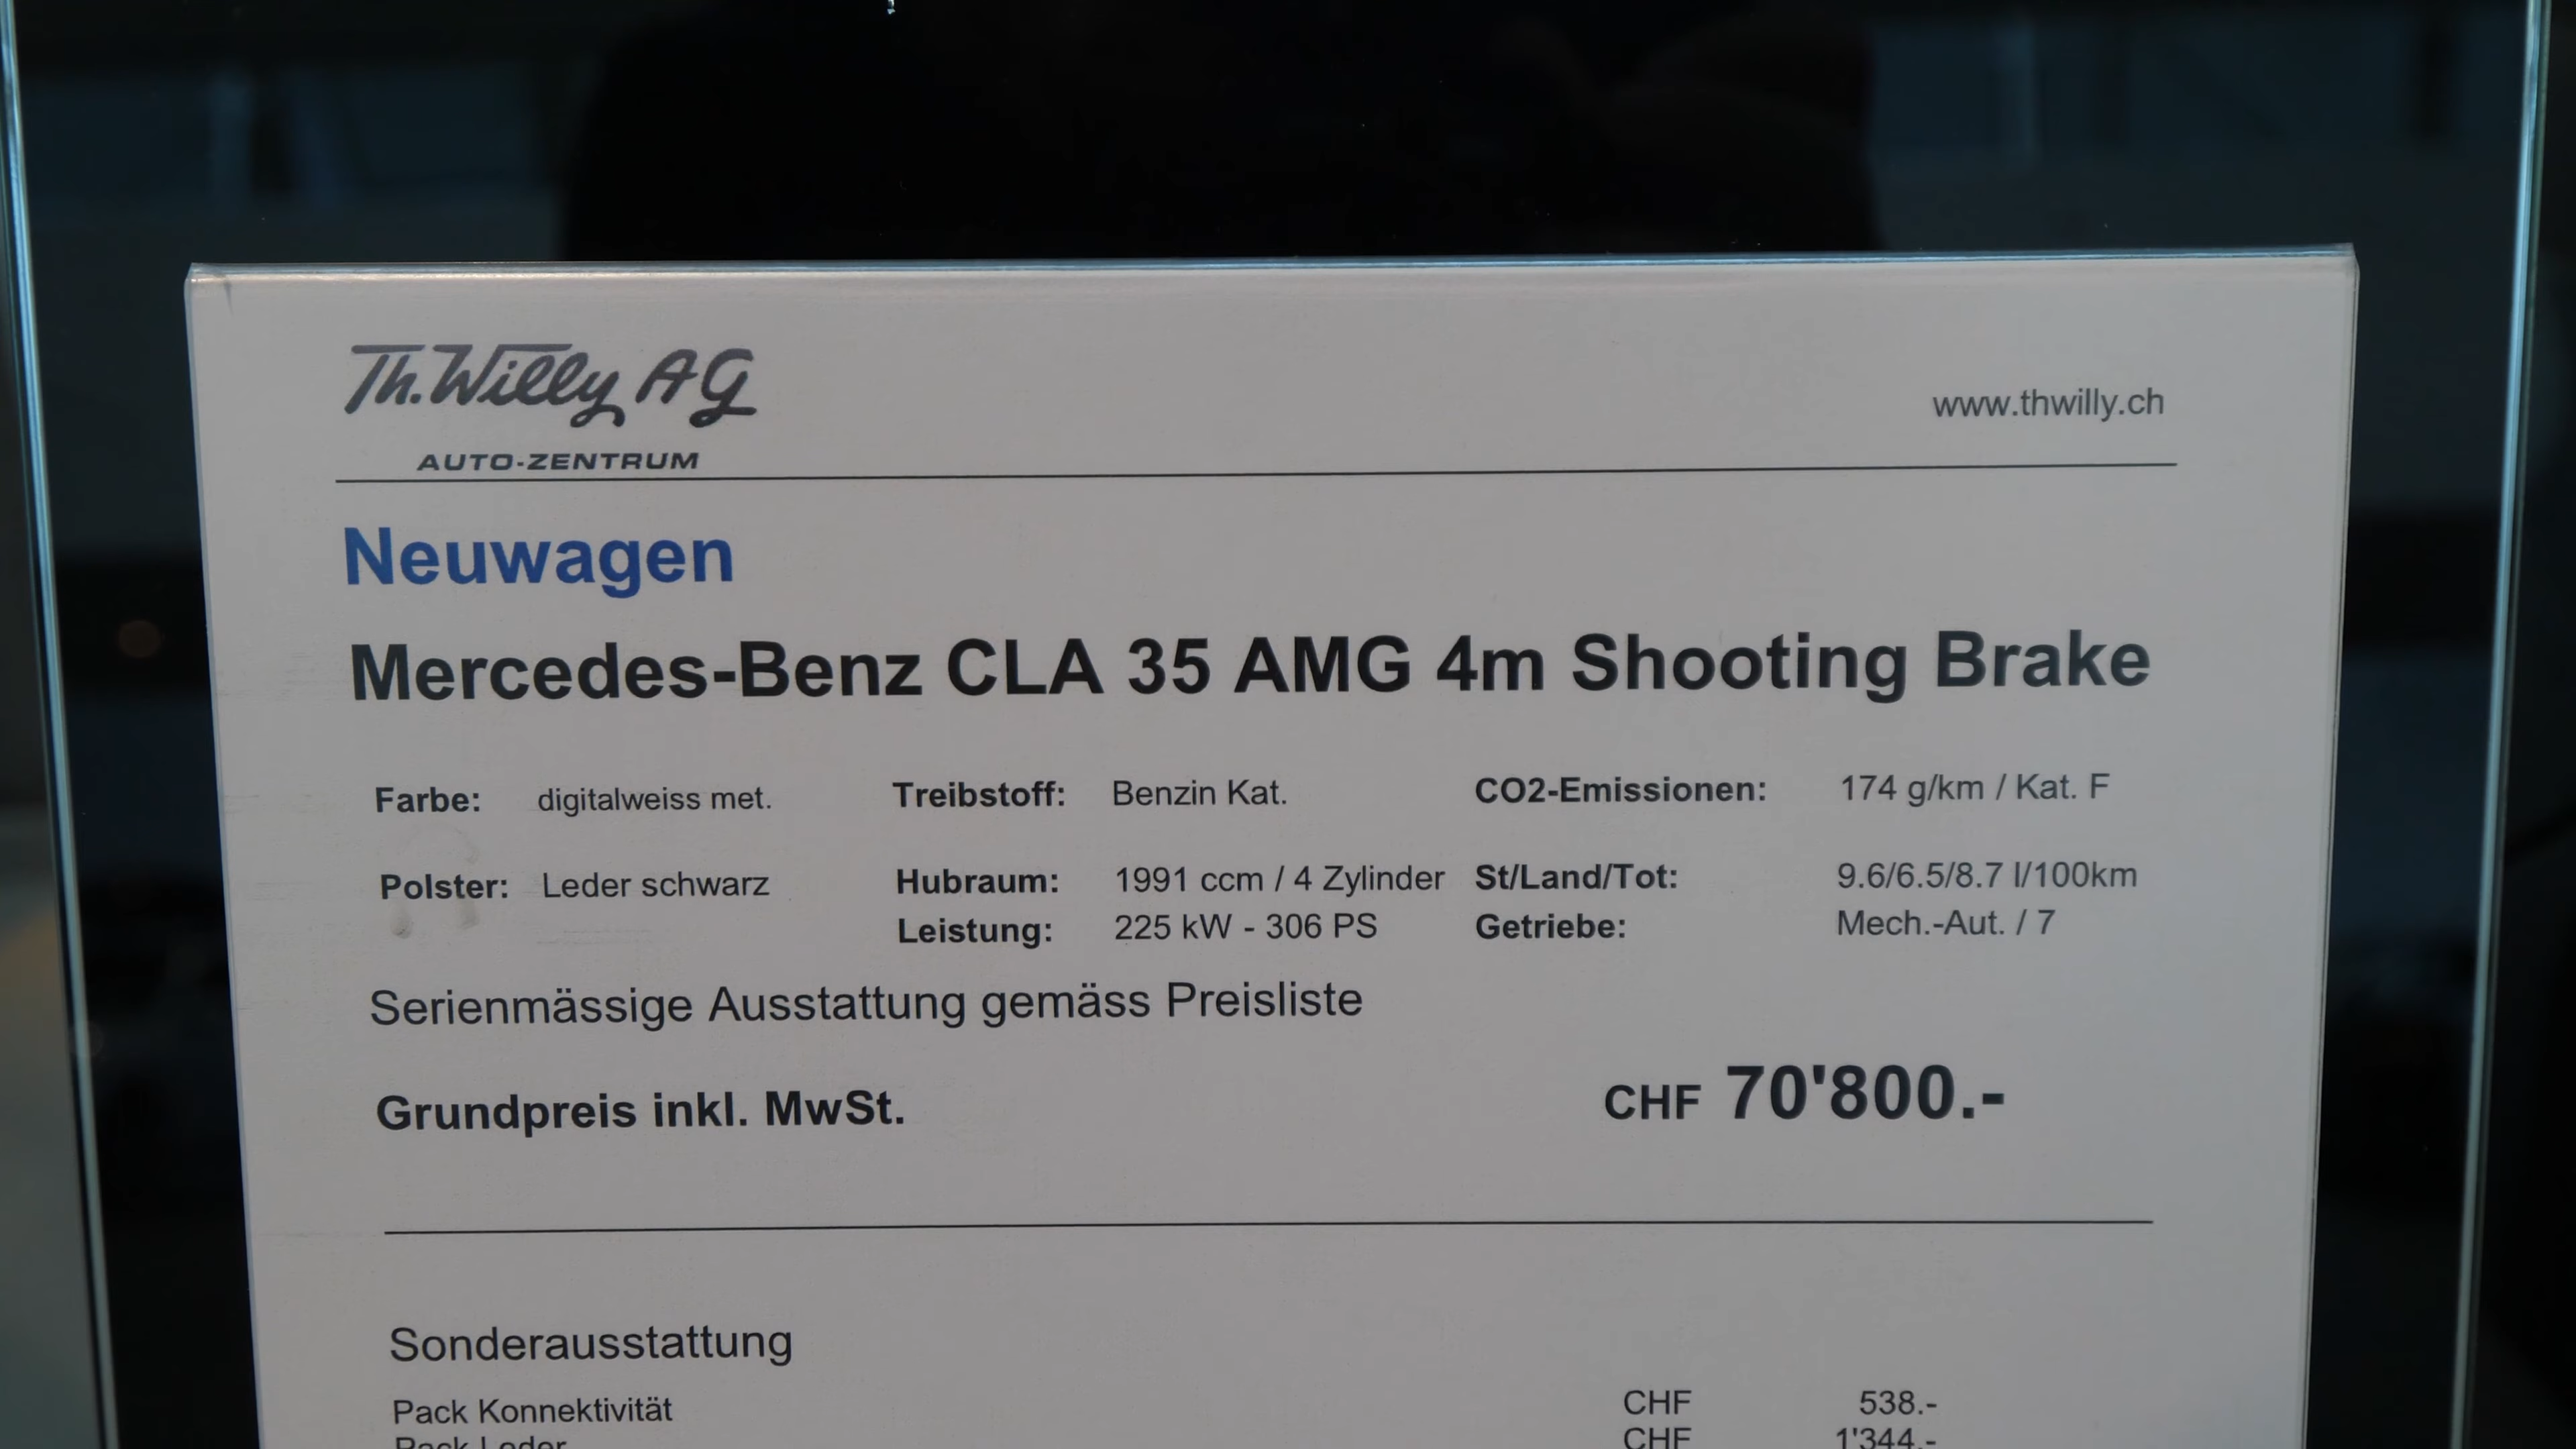 Th. Willy AG
AUTO-ZENTRUM
www.thwilly.ch
Neuwagen
Mercedes-Benz CLA 35 AMG 4m Shooting Brake
Farbe: digitalweiss met. Treibstoff: Benzin Kat. CO2-Emissionen: 174 g/km / Kat. F
Polster: Leder schwarz Hubraum: 1991 ccm / 4 Zylinder St/Land/Tot: 9.6/6.5/8.7 l/100km
Leistung: 225 kW - 306 PS Getriebe: Mech.-Aut. / 7
Serienmässige Ausstattung gemäss Preisliste
Grundpreis inkl. MwSt. CHF 70'800.-
Sonderausstattung
Pack Konnektivität CHF 538.-
Pack Leder CHF 1'344.-